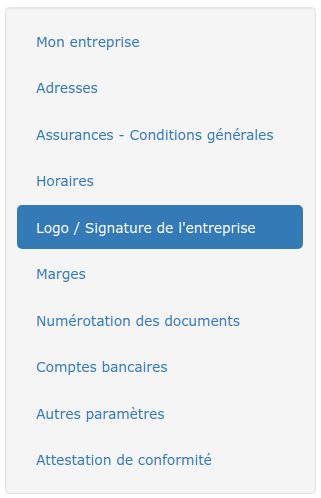 Mon entreprise
Adresses
Assurances - Conditions générales
Horaires
Logo / Signature de l'entreprise
Marges
Numérotation des documents
Comptes bancaires
Autres paramètres
Attestation de conformité